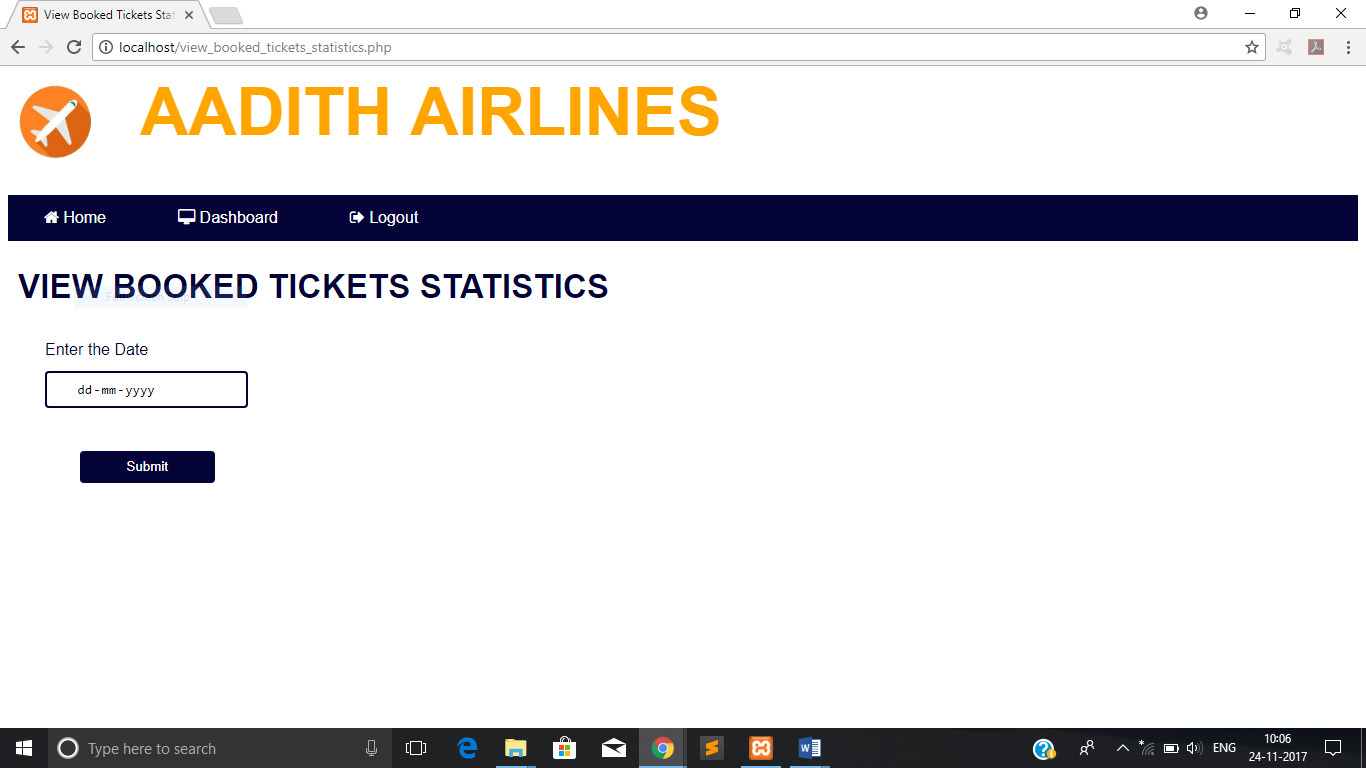 View Booked Tickets Stat
localhost/view_booked_tickets_statistics.php
AADITH AIRLINES
Home Dashboard Logout
VIEW BOOKED TICKETS STATISTICS
Enter the Date
dd-mm-yyyy
Submit
Type here to search
ENG
10:06
24-11-2017